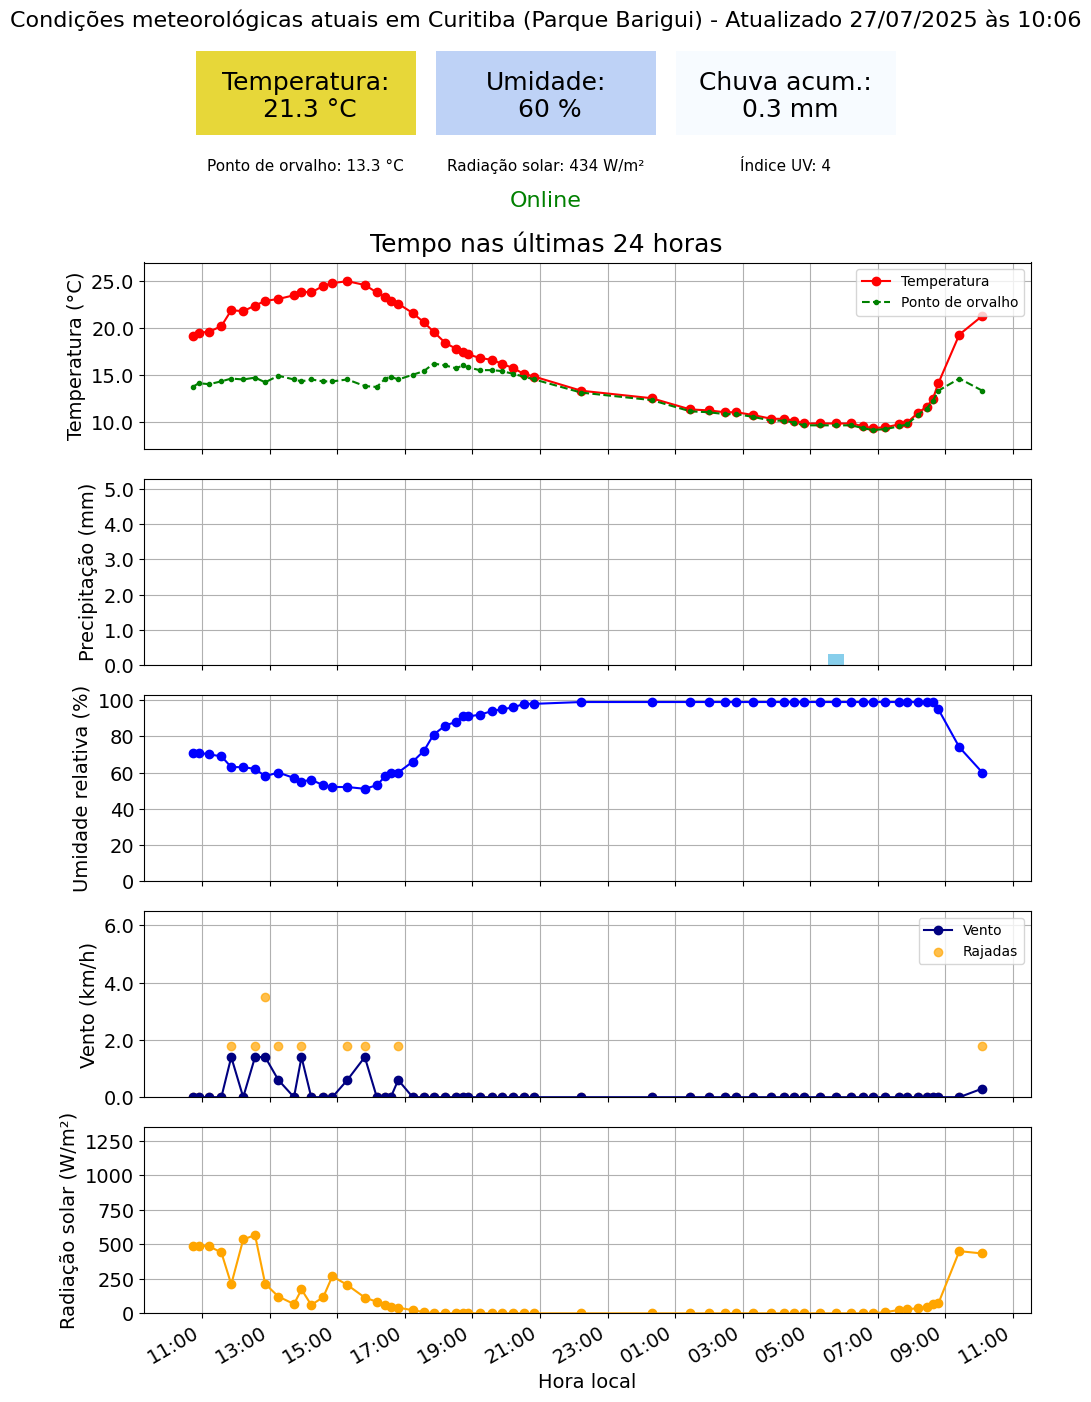 Condições meteorológicas atuais em Curitiba (Parque Barigui) - Atualizado 27/07/2025 às 10:06
Temperatura:
21.3 °C
Umidade:
60 %
Chuva acum.:
0.3 mm
Ponto de orvalho: 13.3 °C
Radiação solar: 434 W/m²
Índice UV: 4
Online
Tempo nas últimas 24 horas
Temperatura (°C)
25.0
20.0
15.0
10.0
Temperatura
Ponto de orvalho
Precipitação (mm)
5.0
4.0
3.0
2.0
1.0
0.0
Umidade relativa (%)
100
80
60
40
20
0
Vento (km/h)
6.0
4.0
2.0
0.0
Vento
Rajadas
Radiação solar (W/m²)
1250
1000
750
500
250
0
11:00
13:00
15:00
17:00
19:00
21:00
23:00
01:00
03:00
05:00
07:00
09:00
11:00
Hora local